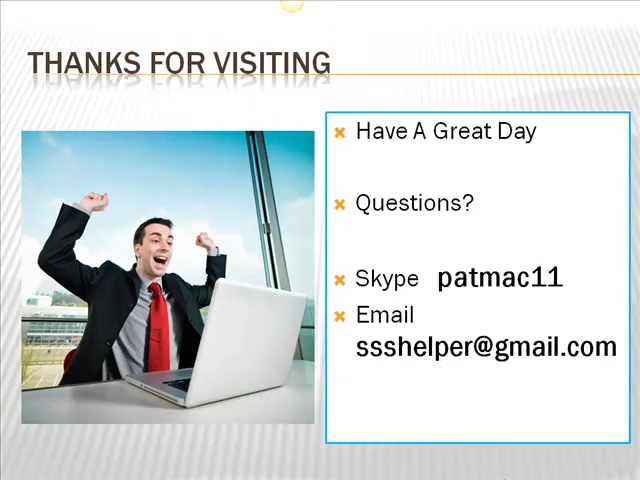 THANKS FOR VISITING
Have A Great Day
Questions?
Skype patmac11
Email
ssshelper@gmail.com